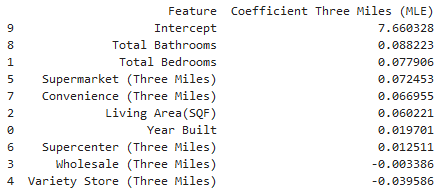 Feature Coefficient Three Miles (MLE)
9 Intercept 7.660328
8 Total Bathrooms 0.088223
1 Total Bedrooms 0.077906
5 Supermarket (Three Miles) 0.072453
7 Convenience (Three Miles) 0.066955
2 Living Area(SQF) 0.060221
0 Year Built 0.019701
6 Supercenter (Three Miles) 0.012511
3 Wholesale (Three Miles) -0.003386
4 Variety Store (Three Miles) -0.039586